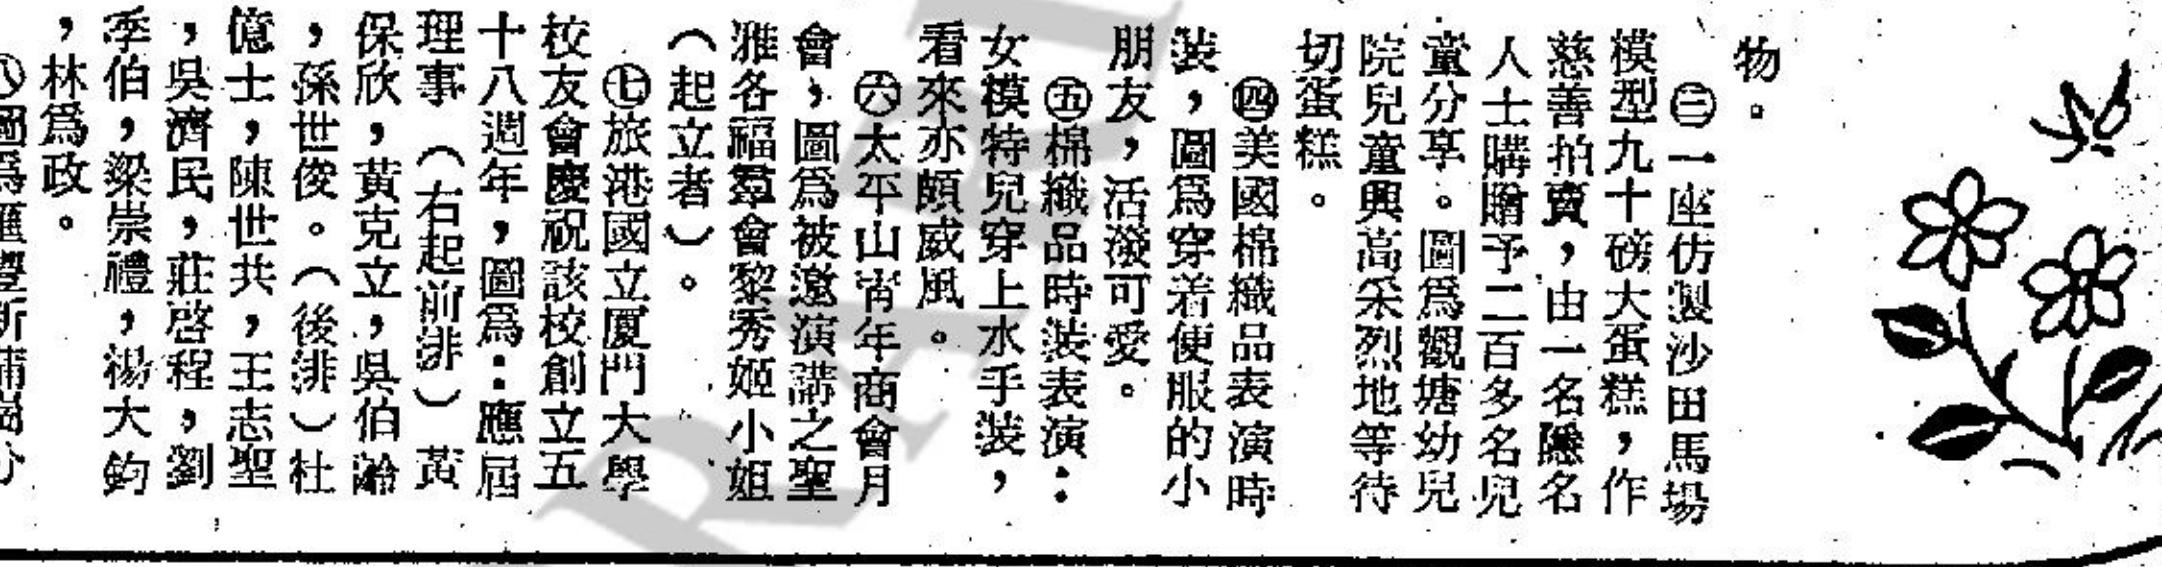 物。
㊂一座仿製沙田馬場
模型九十磅大蛋糕，作
慈善拍賣，由一名隱名
人士購贈予二百多名兒
童分享。圖爲觀塘幼兒
院兒童興高采烈地等待
切蛋糕。
㊃美國棉織品表演時
裝，圖爲穿着便服的小
朋友，活潑可愛。
㊄棉織品時裝表演：
女模特兒穿上水手裝，
看來亦頗威風。
㊅太平山青年商會月
會，圖爲被邀演講之聖
雅各福羣會黎秀姬小姐
（起立者）。
㊆旅港國立厦門大學
校友會慶祝該校創立五
十八週年，圖爲：應屆
理事（右起前排）黃
保欣，黃克立，吳伯齡
，孫世俊。（後排）杜
億士，陳世共，王志聖
，吳濟民，莊啓程，劉
季伯，梁崇禮，楊大鈞
，林爲政。
㊇圖爲滙豐新蒲崗分